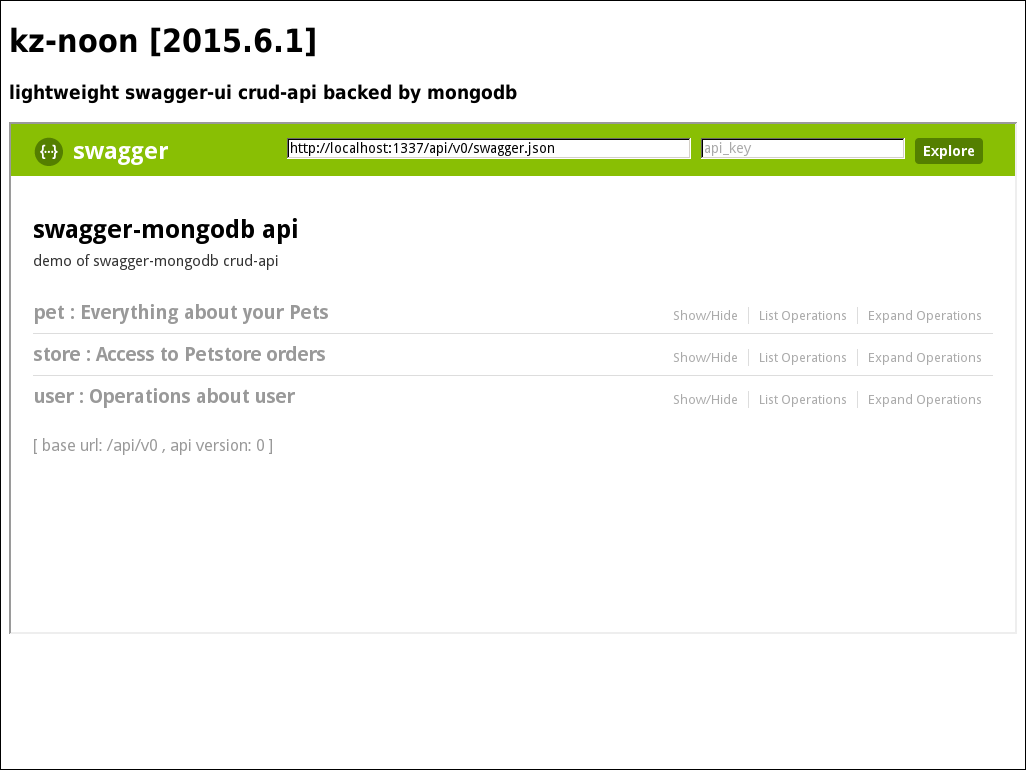 kz-noon [2015.6.1]
lightweight swagger-ui crud-api backed by mongodb
{···} swagger http://localhost:1337/api/v0/swagger.json api_key Explore
swagger-mongodb api
demo of swagger-mongodb crud-api
pet : Everything about your Pets Show/Hide List Operations Expand Operations
store : Access to Petstore orders Show/Hide List Operations Expand Operations
user : Operations about user Show/Hide List Operations Expand Operations
[ base url: /api/v0 , api version: 0 ]